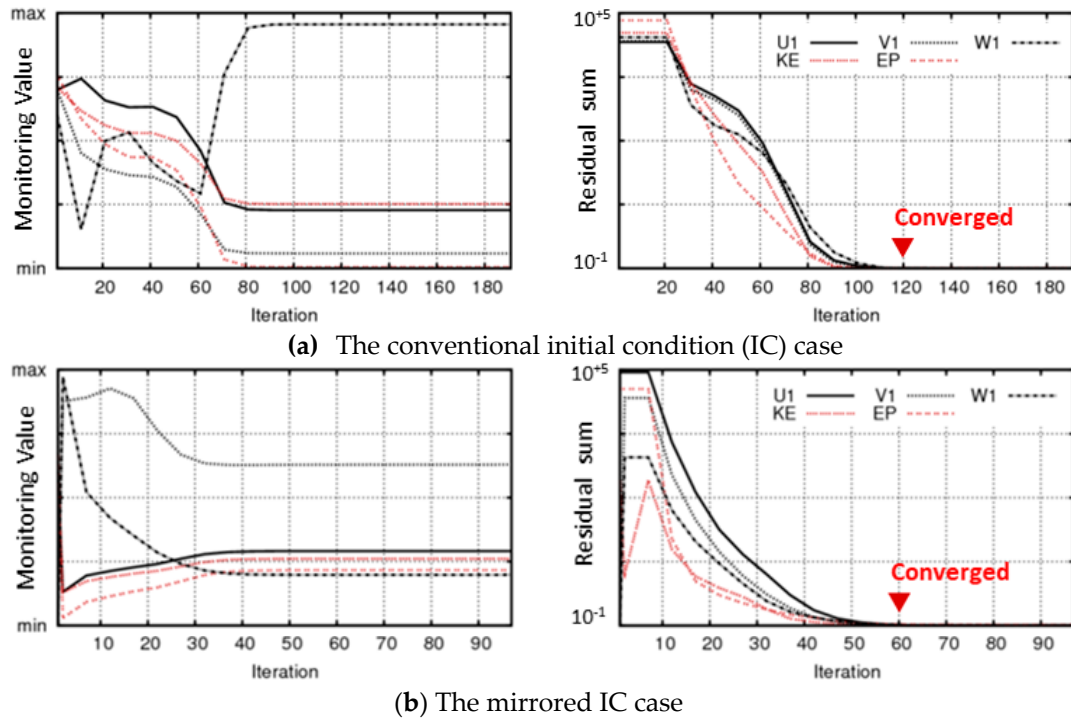 max
Monitoring Value
min
20 40 60 80 100 120 140 160 180
Iteration
10+5
Residual sum
10-1
U1 V1 W1
KE EP
Converged
20 40 60 80 100 120 140 160 180
Iteration
(a) The conventional initial condition (IC) case
max
Monitoring Value
min
10 20 30 40 50 60 70 80 90
Iteration
10+5
Residual sum
10-1
U1 V1 W1
KE EP
Converged
10 20 30 40 50 60 70 80 90
Iteration
(b) The mirrored IC case